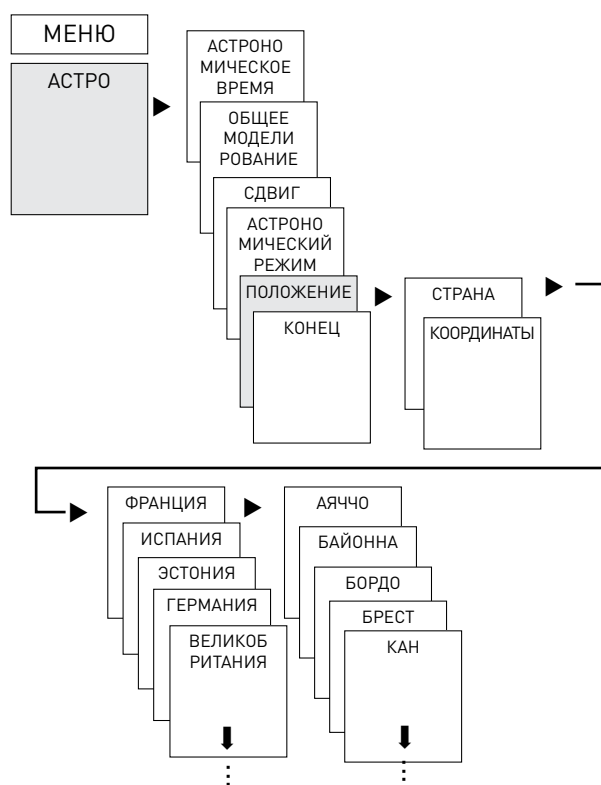 МЕНЮ
АСТРО
АСТРОНО
МИЧЕСКОЕ
ВРЕМЯ
ОБЩЕЕ
МОДЕЛИ
РОВАНИЕ
СДВИГ
АСТРОНО
МИЧЕСКИЙ
РЕЖИМ
ПОЛОЖЕНИЕ
КОНЕЦ
СТРАНА
КООРДИНАТЫ
ФРАНЦИЯ
ИСПАНИЯ
ЭСТОНИЯ
ГЕРМАНИЯ
ВЕЛИКОБ
РИТАНИЯ
АЯЧЧО
БАЙОННА
БОРДО
БРЕСТ
КАН